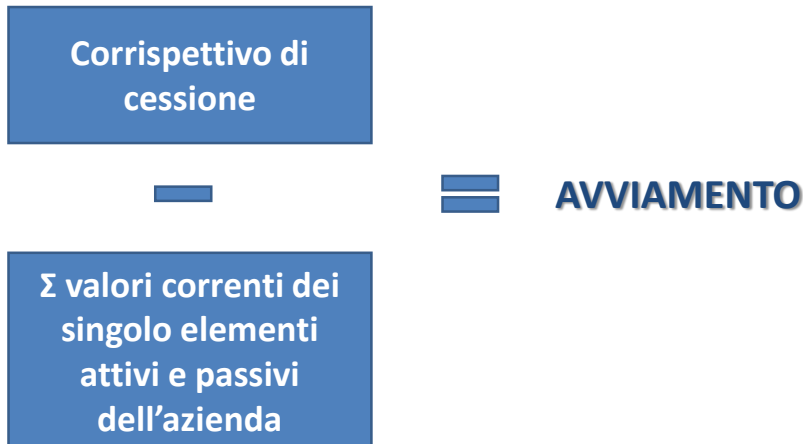 Corrispettivo di
cessione
AVVIAMENTO
Σ valori correnti dei
singolo elementi
attivi e passivi
dell’azienda